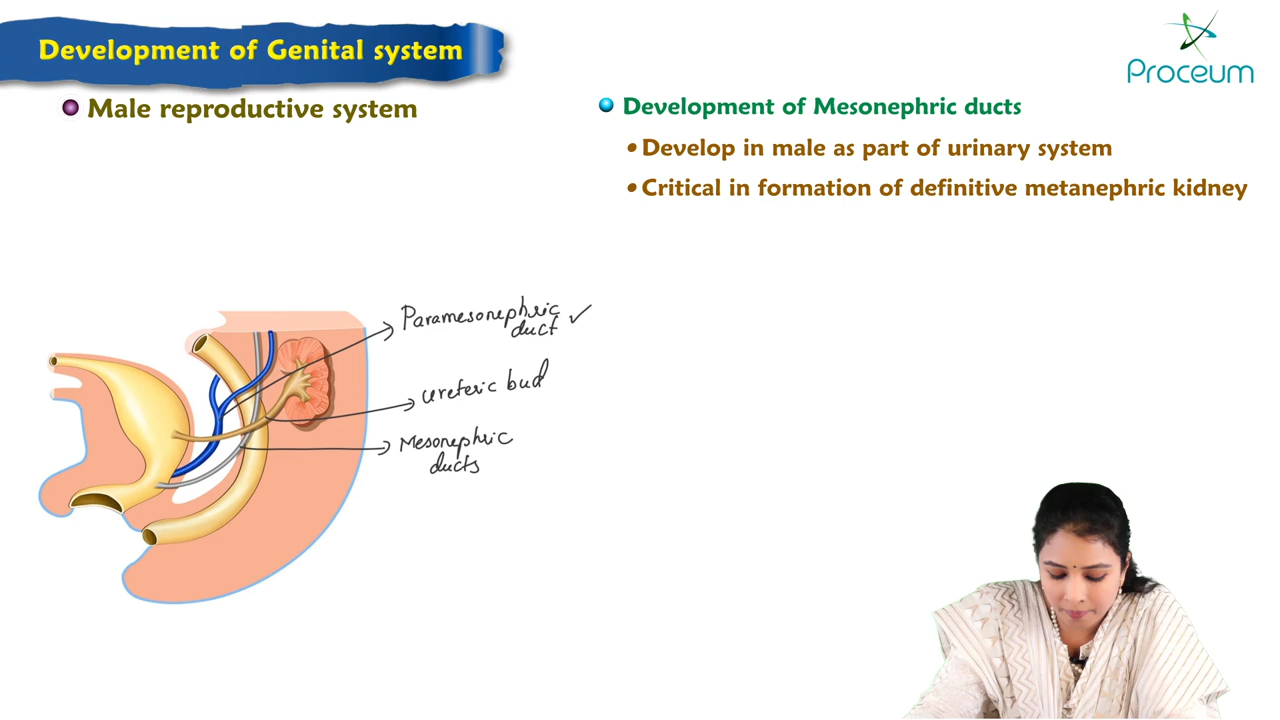 Development of Genital system
Proceum
Male reproductive system
Development of Mesonephric ducts
Develop in male as part of urinary system
Critical in formation of definitive metanephric kidney
Paramesonephric
duct
ureteric bud
Mesonephric
ducts